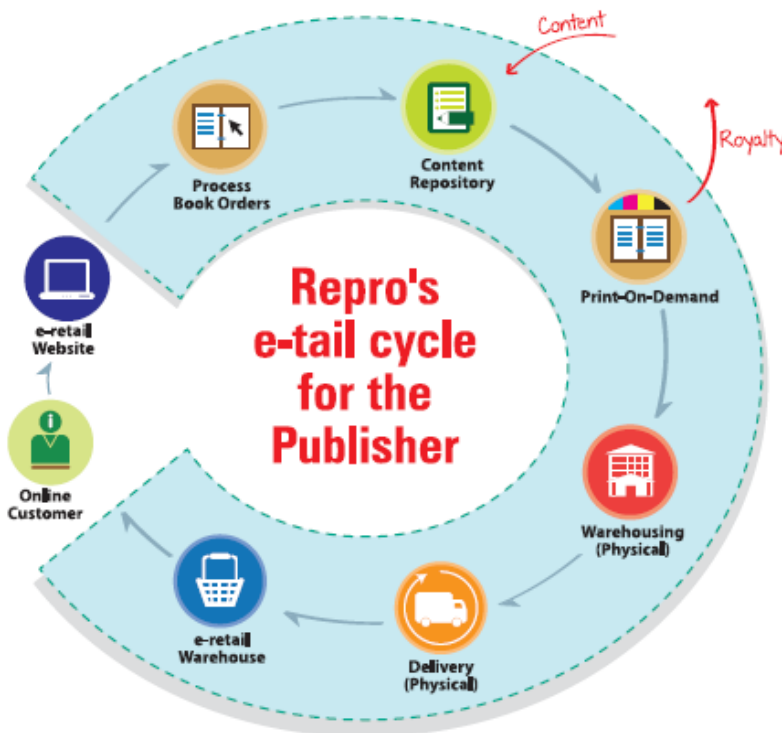 Content
Royalty
Process
Book Orders
Content
Repository
Print-On-Demand
e-retail
Website
Repro's
e-tail cycle
for the
Publisher
Online
Customer
Warehousing
(Physical)
e-retail
Warehouse
Delivery
(Physical)